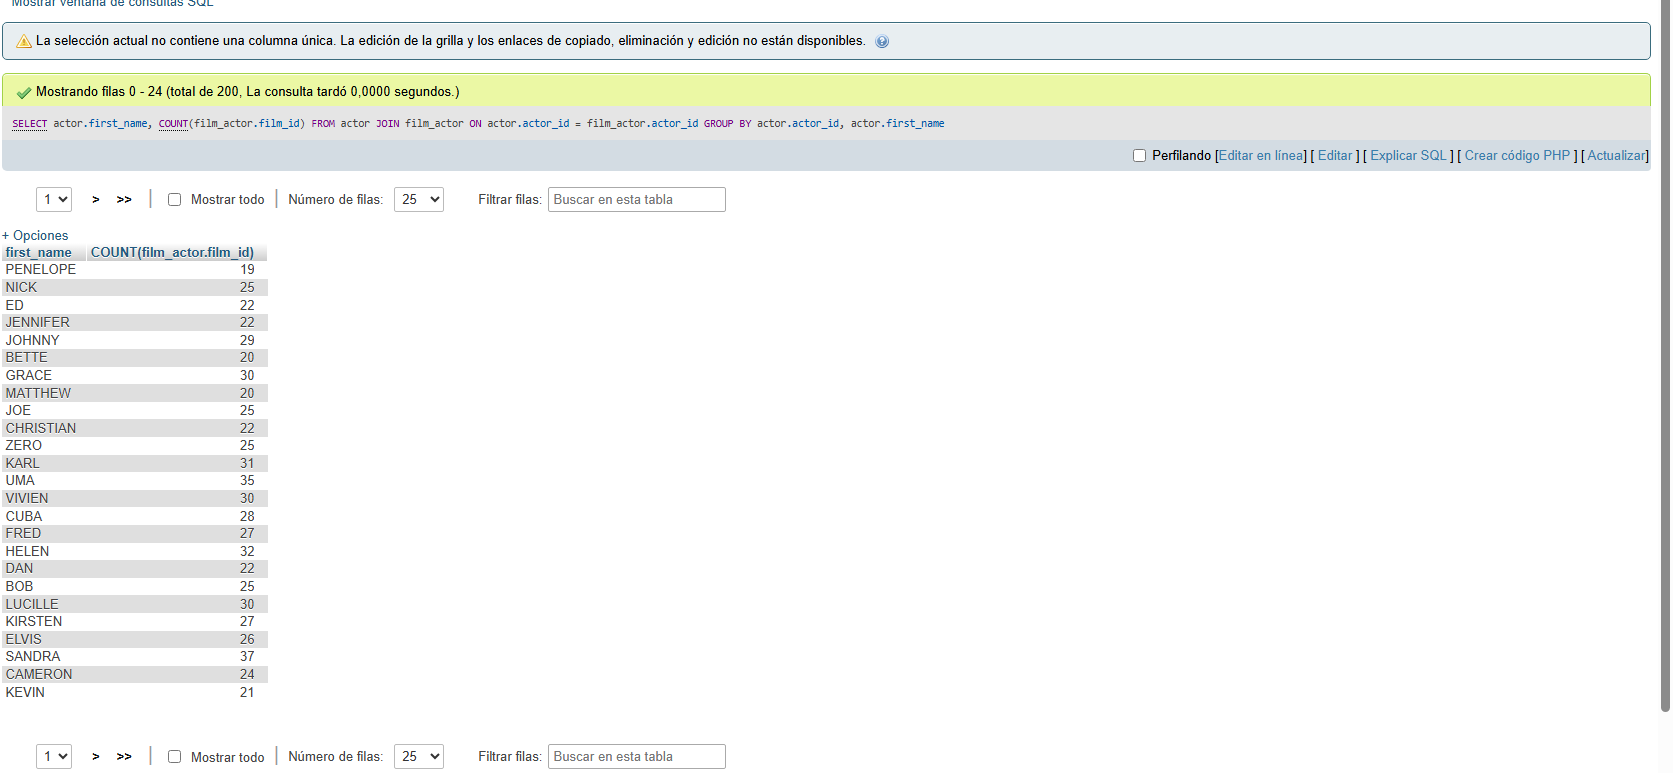 Mostrar ventana de consultas SQL
La selección actual no contiene una columna única. La edición de la grilla y los enlaces de copiado, eliminación y edición no están disponibles.
Mostrando filas 0 - 24 (total de 200, La consulta tardó 0,0000 segundos.)
SELECT actor.first_name, COUNT(film_actor.film_id) FROM actor JOIN film_actor ON actor.actor_id = film_actor.actor_id GROUP BY actor.actor_id, actor.first_name
Perfilando [Editar en línea] [ Editar ] [ Explicar SQL ] [ Crear código PHP ] [ Actualizar]
1 > >> | Mostrar todo | Número de filas: 25 Filtrar filas: Buscar en esta tabla
+ Opciones
first_name COUNT(film_actor.film_id)
PENELOPE 19
NICK 25
ED 22
JENNIFER 22
JOHNNY 29
BETTE 20
GRACE 30
MATTHEW 20
JOE 25
CHRISTIAN 22
ZERO 25
KARL 31
UMA 35
VIVIEN 30
CUBA 28
FRED 27
HELEN 32
DAN 22
BOB 25
LUCILLE 30
KIRSTEN 27
ELVIS 26
SANDRA 37
CAMERON 24
KEVIN 21
1 > >> | Mostrar todo | Número de filas: 25 Filtrar filas: Buscar en esta tabla